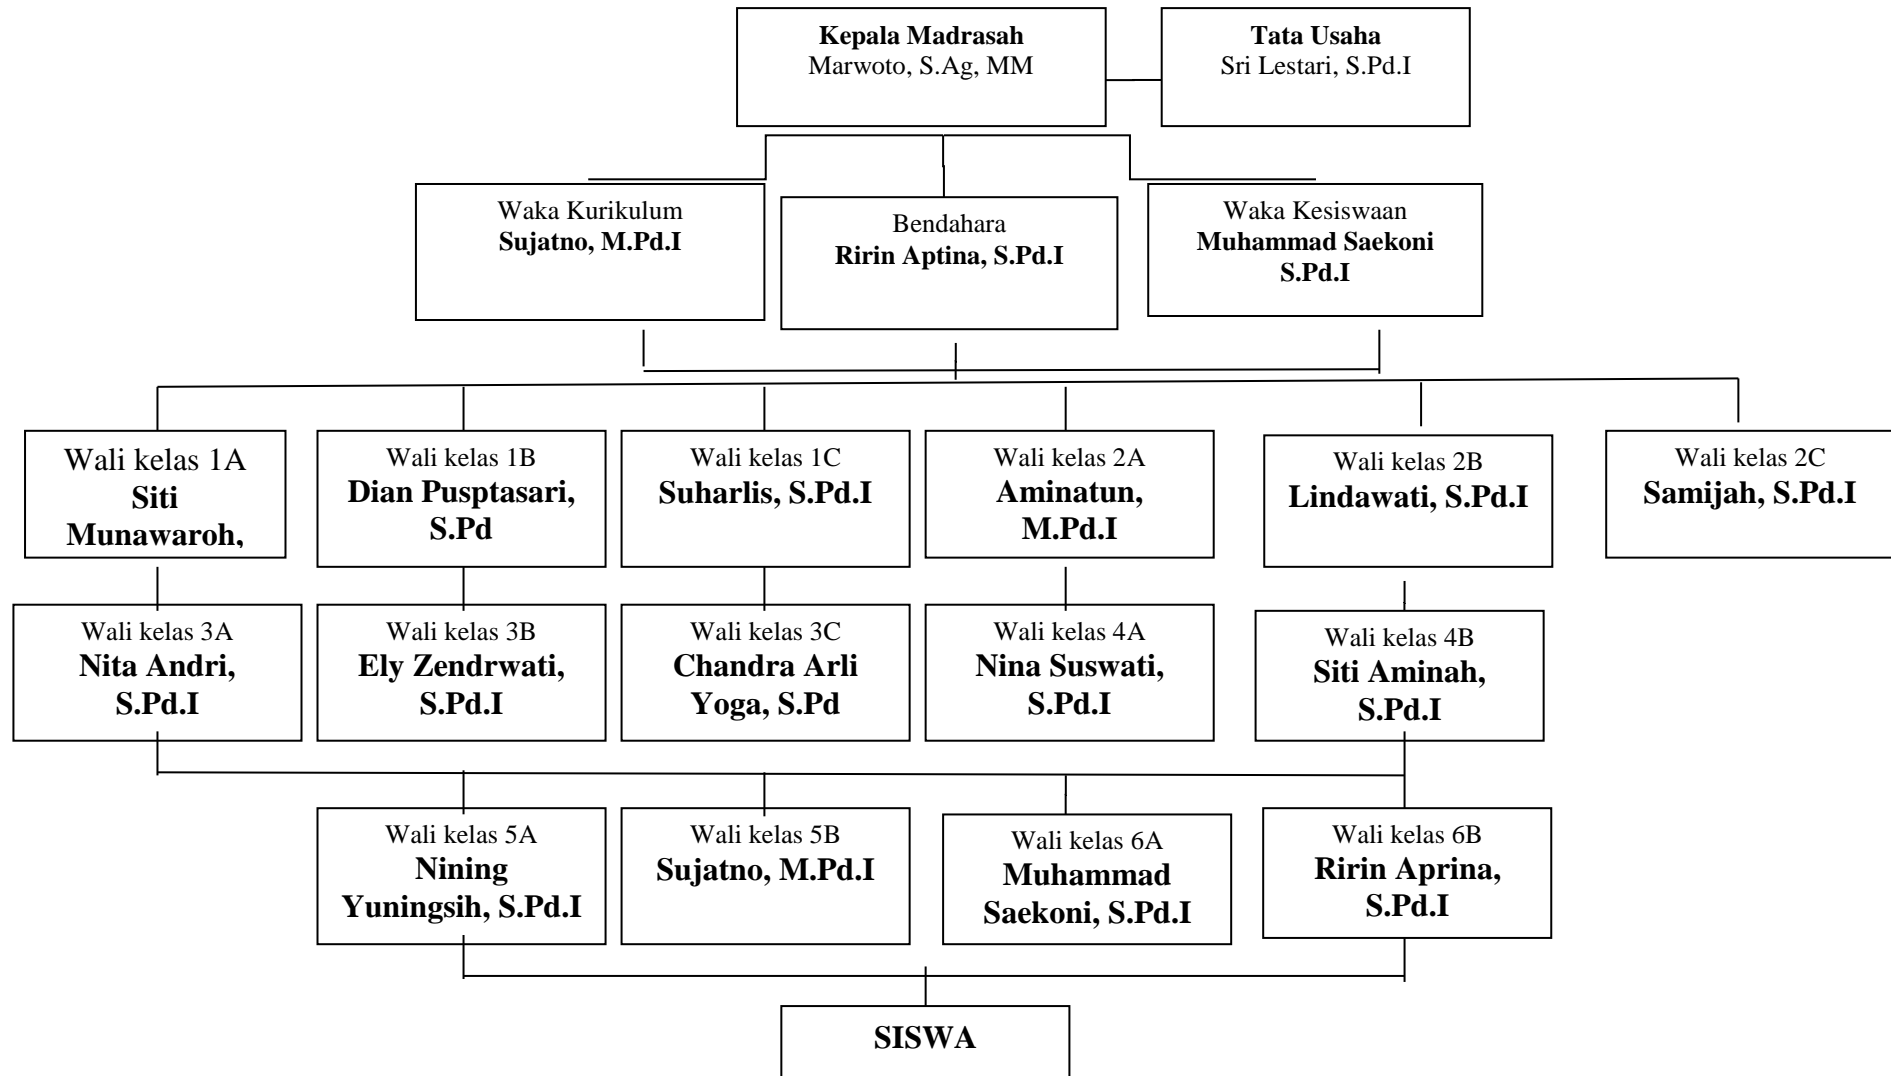 Kepala Madrasah
Marwoto, S.Ag, MM
Tata Usaha
Sri Lestari, S.Pd.I
Waka Kurikulum
Sujatno, M.Pd.I
Bendahara
Ririn Aptina, S.Pd.I
Waka Kesiswaan
Muhammad Saekoni
S.Pd.I
Wali kelas 1A
Siti
Munawaroh,
Wali kelas 1B
Dian Pusptasari,
S.Pd
Wali kelas 1C
Suharlis, S.Pd.I
Wali kelas 2A
Aminatun,
M.Pd.I
Wali kelas 2B
Lindawati, S.Pd.I
Wali kelas 2C
Samijah, S.Pd.I
Wali kelas 3A
Nita Andri,
S.Pd.I
Wali kelas 3B
Ely Zendrwati,
S.Pd.I
Wali kelas 3C
Chandra Arli
Yoga, S.Pd
Wali kelas 4A
Nina Suswati,
S.Pd.I
Wali kelas 4B
Siti Aminah,
S.Pd.I
Wali kelas 5A
Nining
Yuningsih, S.Pd.I
Wali kelas 5B
Sujatno, M.Pd.I
Wali kelas 6A
Muhammad
Saekoni, S.Pd.I
Wali kelas 6B
Ririn Aprina,
S.Pd.I
SISWA